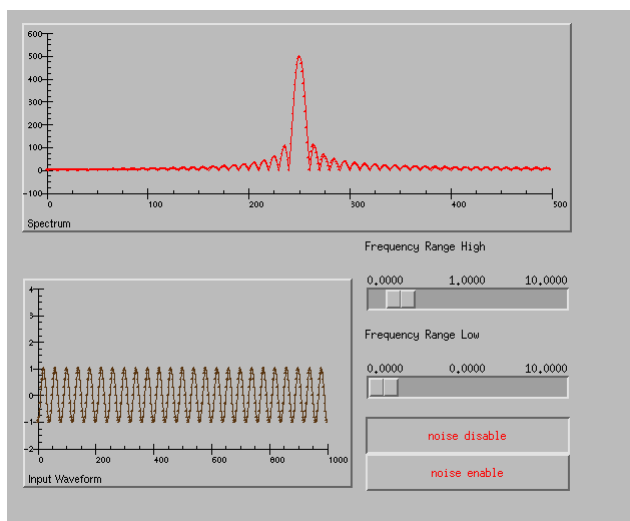 600
500
400
300
200
100
0
-100
0 100 200 300 400 500
Spectrum
Frequency Range High
0.0000 1.0000 10.0000
Frequency Range Low
0.0000 0.0000 10.0000
4
3
2
1
0
-1
-2
0 200 400 600 800 1000
Input Waveform
noise disable
noise enable